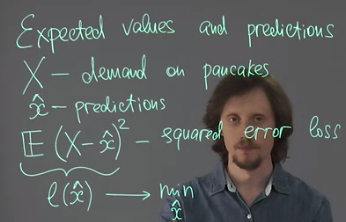 Expected values and predictions
X – demand on pancakes
x̂ – predictions
𝔼 (X-x̂)² – squared error loss
ℓ(x̂) → min
x̂